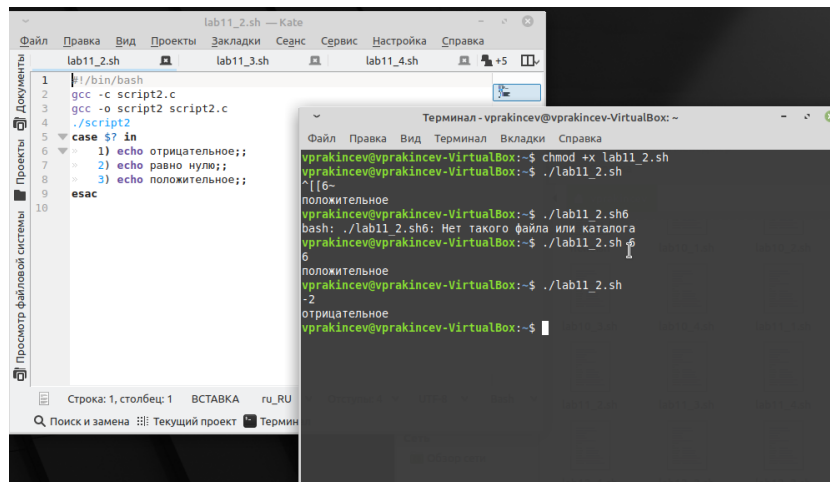 lab11_2.sh — Kate
Файл Правка Вид Проекты Закладки Сеанс Сервис Настройка Справка
lab11_2.sh lab11_3.sh lab11_4.sh +5
Документы
Проекты
Просмотр файловой системы
1 #!/bin/bash
2 gcc -c script2.c
3 gcc -o script2 script2.c
4 ./script2
5 case $? in
6 1) echo отрицательное;;
7 2) echo равно нулю;;
8 3) echo положительное;;
9 esac
10
Строка: 1, столбец: 1 ВСТАВКА ru_RU
Поиск и замена Текущий проект Термин
Терминал - vprakincev@vprakincev-VirtualBox: ~
Файл Правка Вид Терминал Вкладки Справка
vprakincev@vprakincev-VirtualBox:~$ chmod +x lab11_2.sh
vprakincev@vprakincev-VirtualBox:~$ ./lab11_2.sh
^[[6~
положительное
vprakincev@vprakincev-VirtualBox:~$ ./lab11_2.sh6
bash: ./lab11_2.sh6: Нет такого файла или каталога
vprakincev@vprakincev-VirtualBox:~$ ./lab11_2.sh 6
6
положительное
vprakincev@vprakincev-VirtualBox:~$ ./lab11_2.sh
-2
отрицательное
vprakincev@vprakincev-VirtualBox:~$